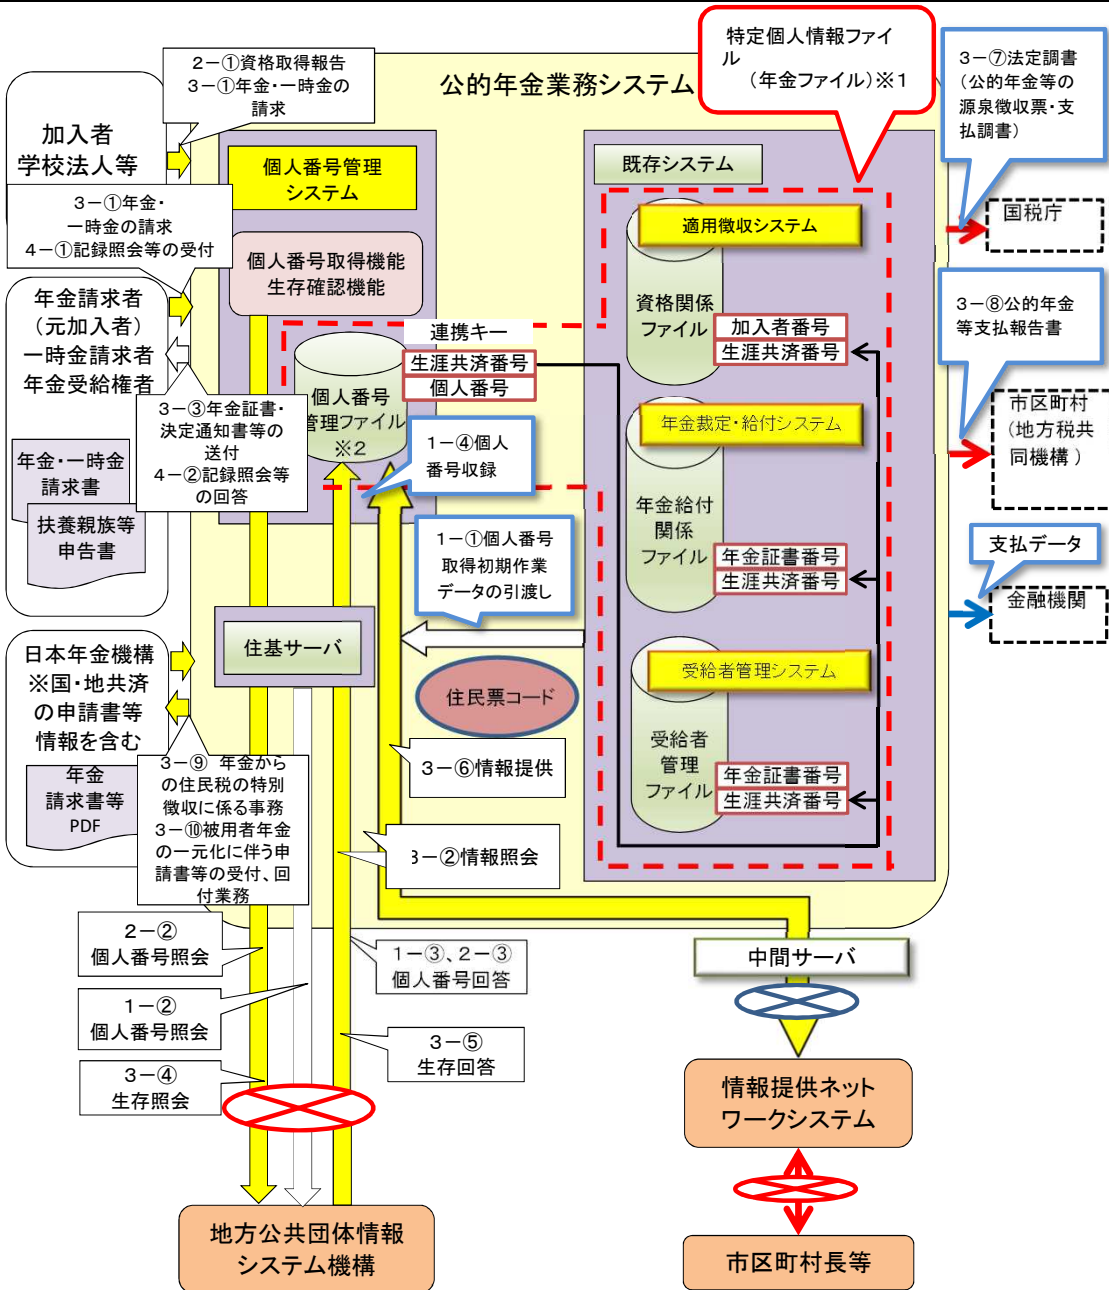 2－①資格取得報告
3－①年金・一時金の
請求
公的年金業務システム
特定個人情報ファイ
ル
（年金ファイル）※1
3－⑦法定調書
（公的年金等の
源泉徴収票・支
払調書）
加入者
学校法人等
個人番号管理
システム
既存システム
3－①年金・
一時金の請求
4－①記録照会等の受付
適用徴収システム
国税庁
個人番号取得機能
生存確認機能
年金請求者
（元加入者）
一時金請求者
年金受給権者
資格関係
ファイル
加入者番号
生涯共済番号
3－⑧公的年金
等支払報告書
連携キー
生涯共済番号
個人番号
個人番号
管理ファイル
※2
3－③年金証書・
決定通知書等の
送付
4－②記録照会等
の回答
年金裁定・給付システム
市区町村
（地方税共
同機構 ）
1－④個人
番号収録
年金・一時金
請求書
扶養親族等
申告書
年金給付
関係
ファイル
年金証書番号
生涯共済番号
1－①個人番号
取得初期作業
データの引渡し
支払データ
金融機関
住基サーバ
日本年金機構
※国・地共済
の申請書等
情報を含む
受給者管理システム
住民票コード
受給者
管理
ファイル
年金証書番号
生涯共済番号
3－⑥情報提供
年金
請求書等
PDF
3－⑨ 年金から
の住民税の特別
徴収に係る事務
3－⑩被用者年金
の一元化に伴う申
請書等の受付、回
付業務
3－②情報照会
2－②
個人番号照会
1－③、2－③
個人番号回答
中間サーバ
1－②
個人番号照会
3－⑤
生存回答
3－④
生存照会
情報提供ネット
ワークシステム
地方公共団体情報
システム機構
市区町村長等